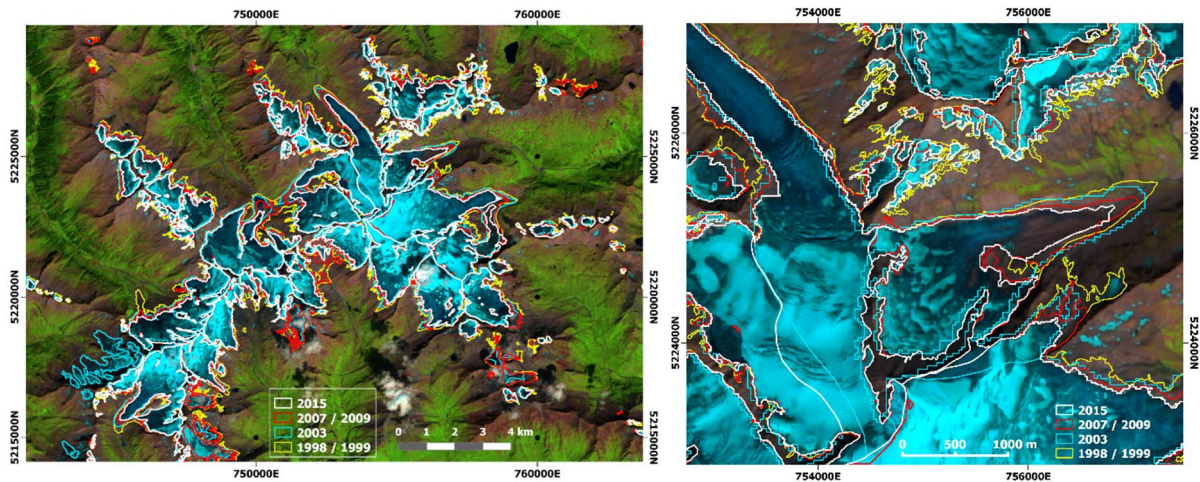 750000E 760000E
5225000N 5225000N
5220000N 5220000N
5215000N 5215000N
2015
2007 / 2009
2003
1998 / 1999
0 1 2 3 4 km
750000E 760000E
754000E 756000E
5226000N 5226000N
5224000N 5224000N
2015
2007 / 2009
2003
1998 / 1999
0 500 1000 m
754000E 756000E